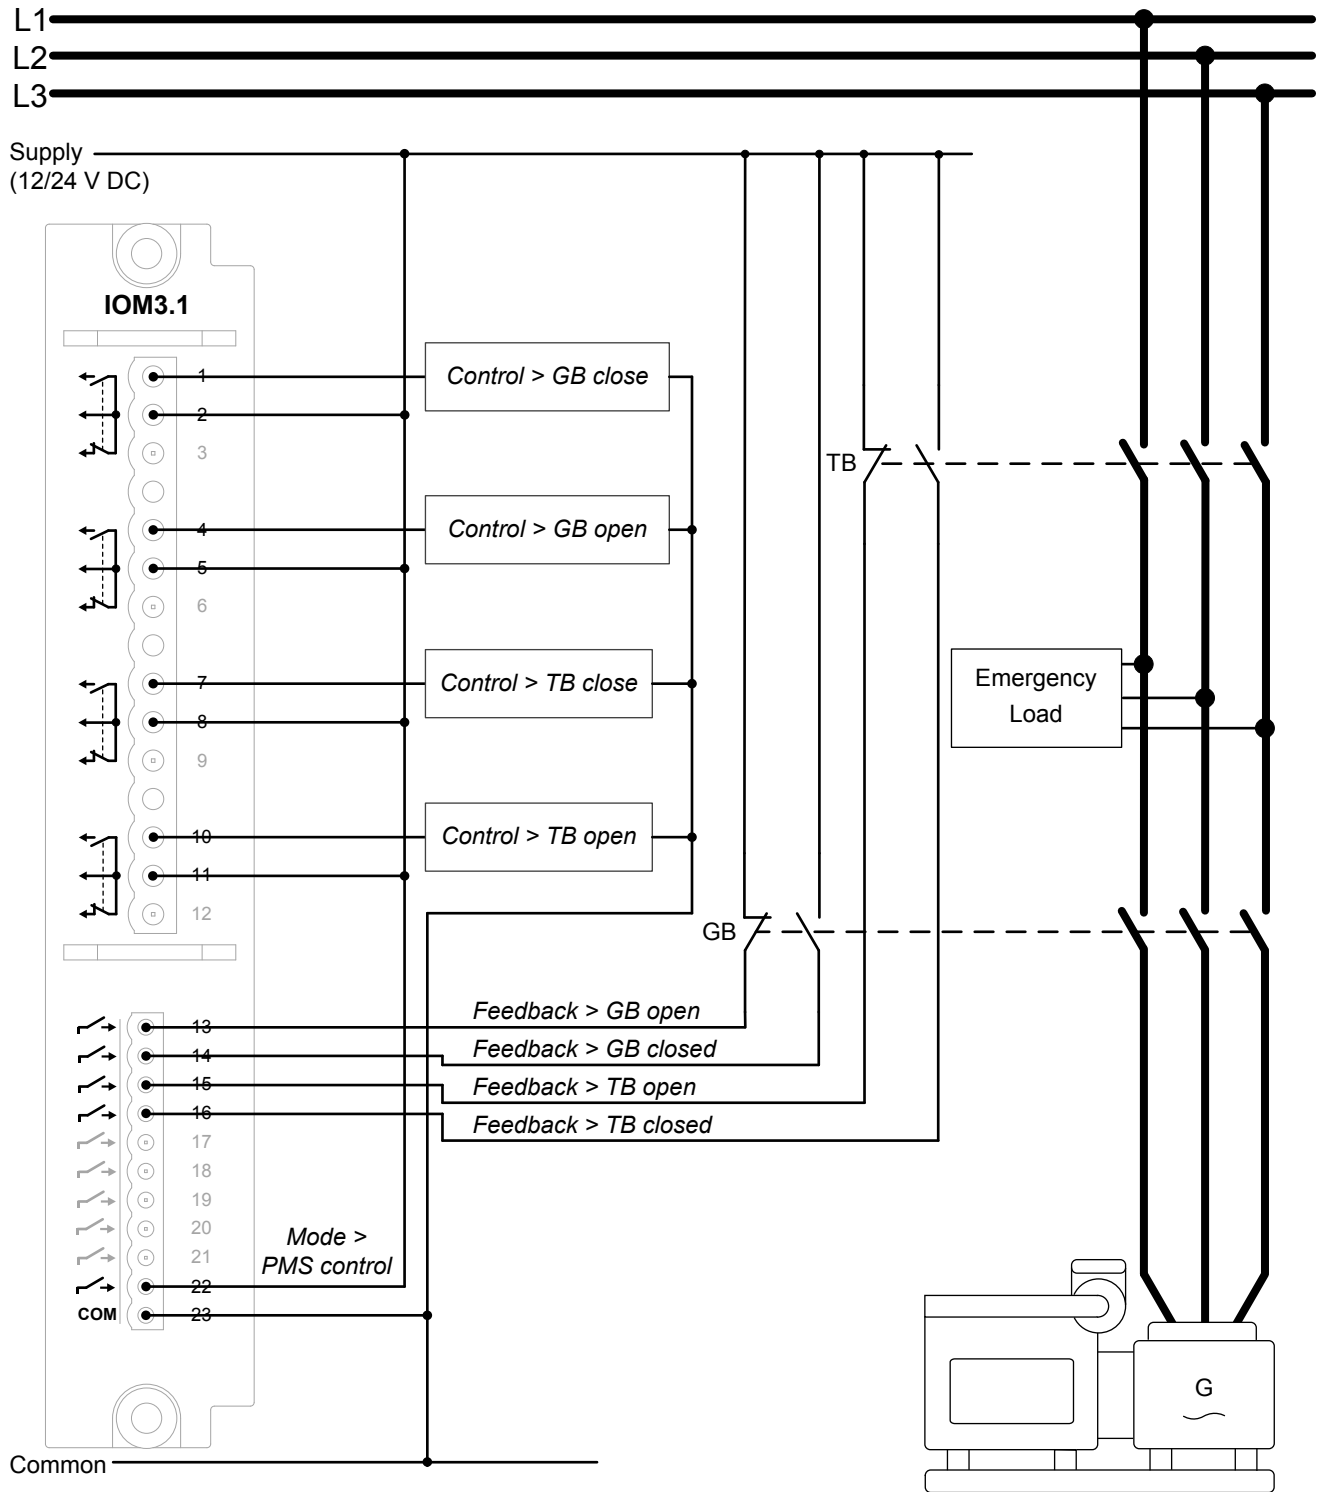 L1
L2
L3
Supply
(12/24 V DC)
IOM3.1
1
Control > GB close
2
3
TB
4
Control > GB open
5
6
7
Control > TB close
Emergency
Load
8
9
10
Control > TB open
11
12
GB
Feedback > GB open
13
Feedback > GB closed
14
Feedback > TB open
15
Feedback > TB closed
16
17
18
19
20
21
Mode >
PMS control
22
COM
23
G
Common